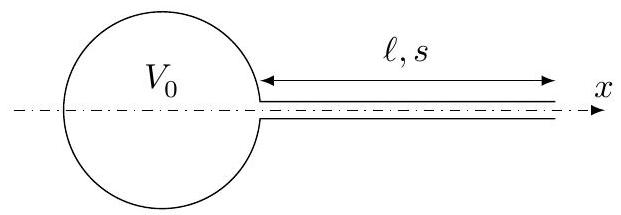 ℓ, s
V₀
x